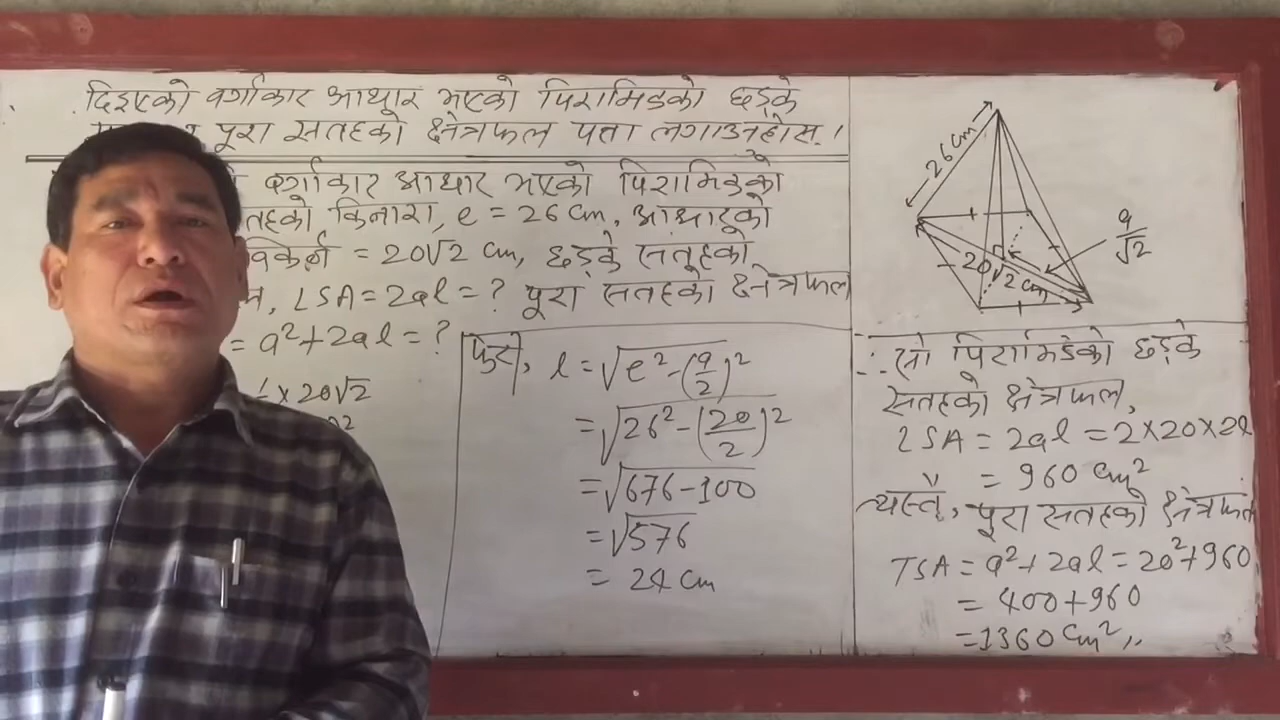 दिइएको वर्गाकार आधार भएको पिरामिडको छड्के
पूरा सतहको क्षेत्रफल पत्ता लगाउनुहोस् ।
वर्गाकार आधार भएको पिरामिडको
किनारा, e = 26 cm, आधारको
= 20√2 cm, छड्के सतहको
LSA = 2al = ? पूरा सतहको क्षेत्रफल
= a²+2al = ?
× 20√2
फेरी, l = √e²-(a/2)²
= √26²-(20/2)²
= √676-100
= √576
= 24 cm
26 cm
a/√2
20√2 cm
∴ सो पिरामिडको छड्के
सतहको क्षेत्रफल,
LSA = 2al = 2×20×24
= 960 cm²
त्यस्तै, पूरा सतहको क्षेत्रफल
TSA = a²+2al = 20²+960
= 400+960
= 1360 cm²,,